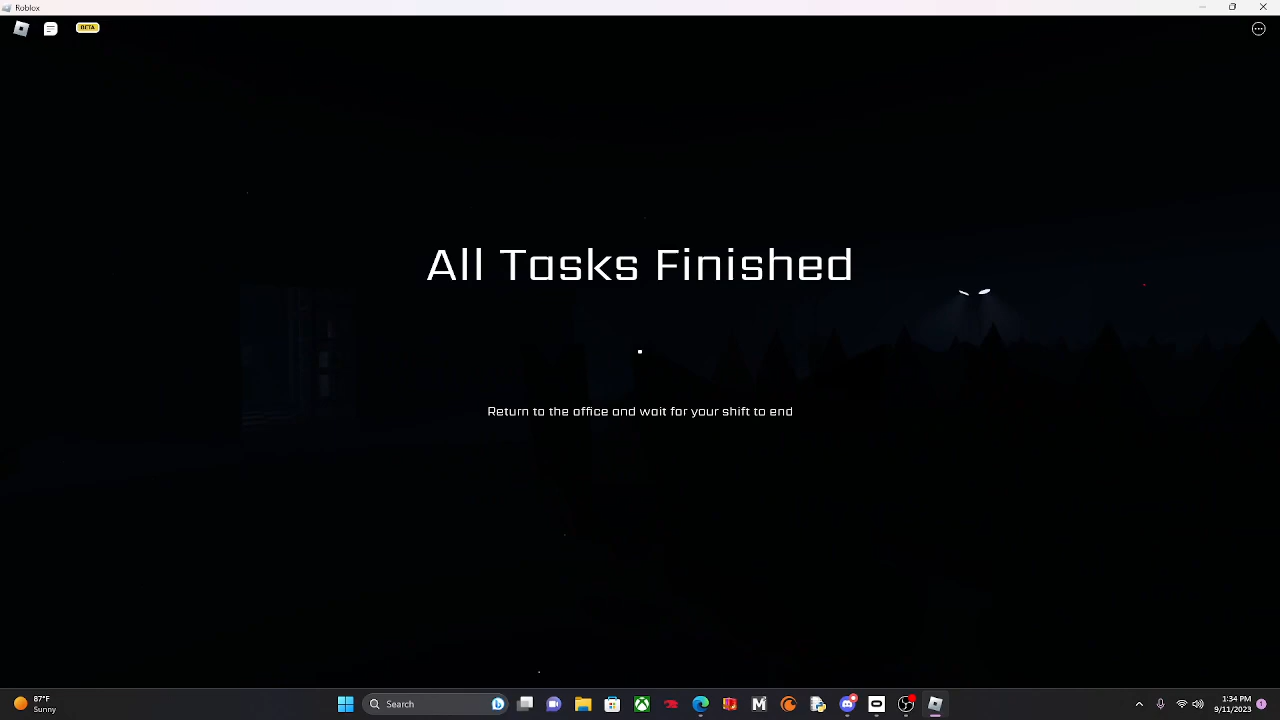 Roblox
BETA
All Tasks Finished
Return to the office and wait for your shift to end
87°F
Sunny
Search
1:34 PM
9/13/2023